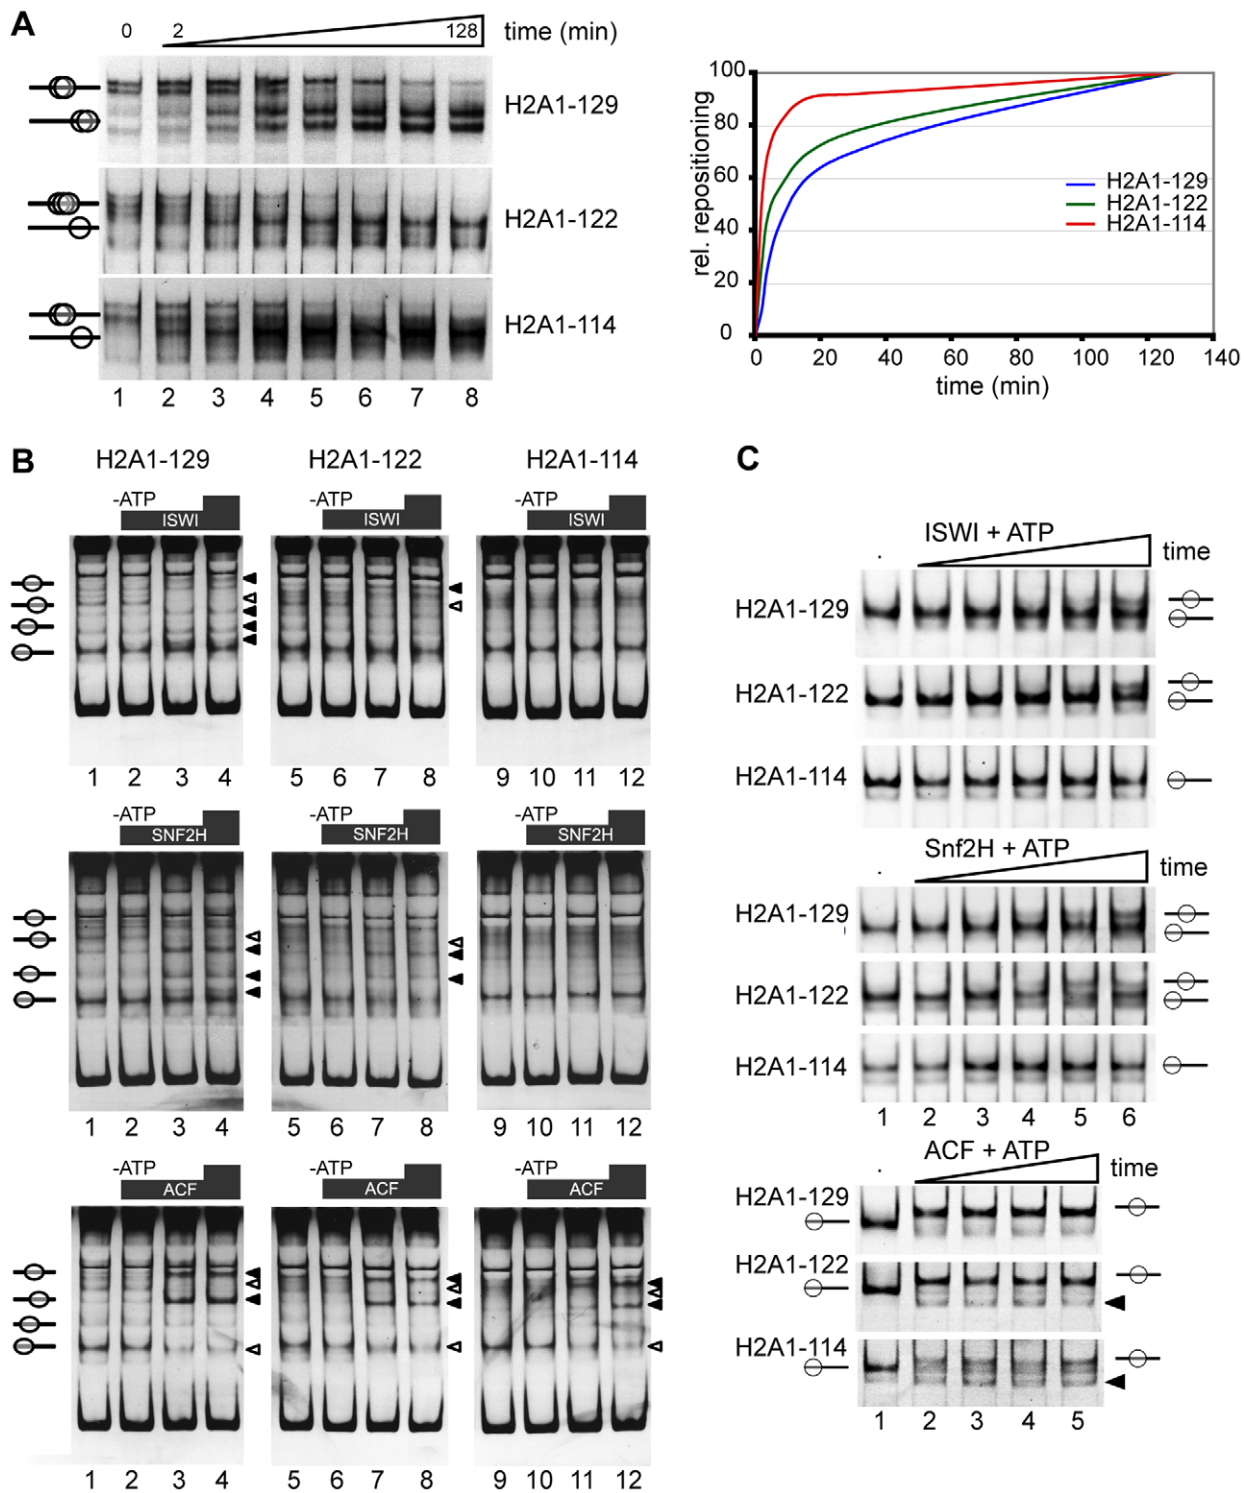 A
0 2 128 time (min)
H2A1-129
H2A1-122
H2A1-114
1 2 3 4 5 6 7 8
rel. repositioning
100
80
60
40
20
0
H2A1-129
H2A1-122
H2A1-114
0 20 40 60 80 100 120 140
time (min)
B
H2A1-129 H2A1-122 H2A1-114
-ATP -ATP -ATP
ISWI ISWI ISWI
1 2 3 4 5 6 7 8 9 10 11 12
-ATP -ATP -ATP
SNF2H SNF2H SNF2H
1 2 3 4 5 6 7 8 9 10 11 12
-ATP -ATP -ATP
ACF ACF ACF
1 2 3 4 5 6 7 8 9 10 11 12
C
ISWI + ATP
- time
H2A1-129
H2A1-122
H2A1-114
Snf2H + ATP
- time
H2A1-129
H2A1-122
H2A1-114
1 2 3 4 5 6
ACF + ATP
- time
H2A1-129
H2A1-122
H2A1-114
1 2 3 4 5